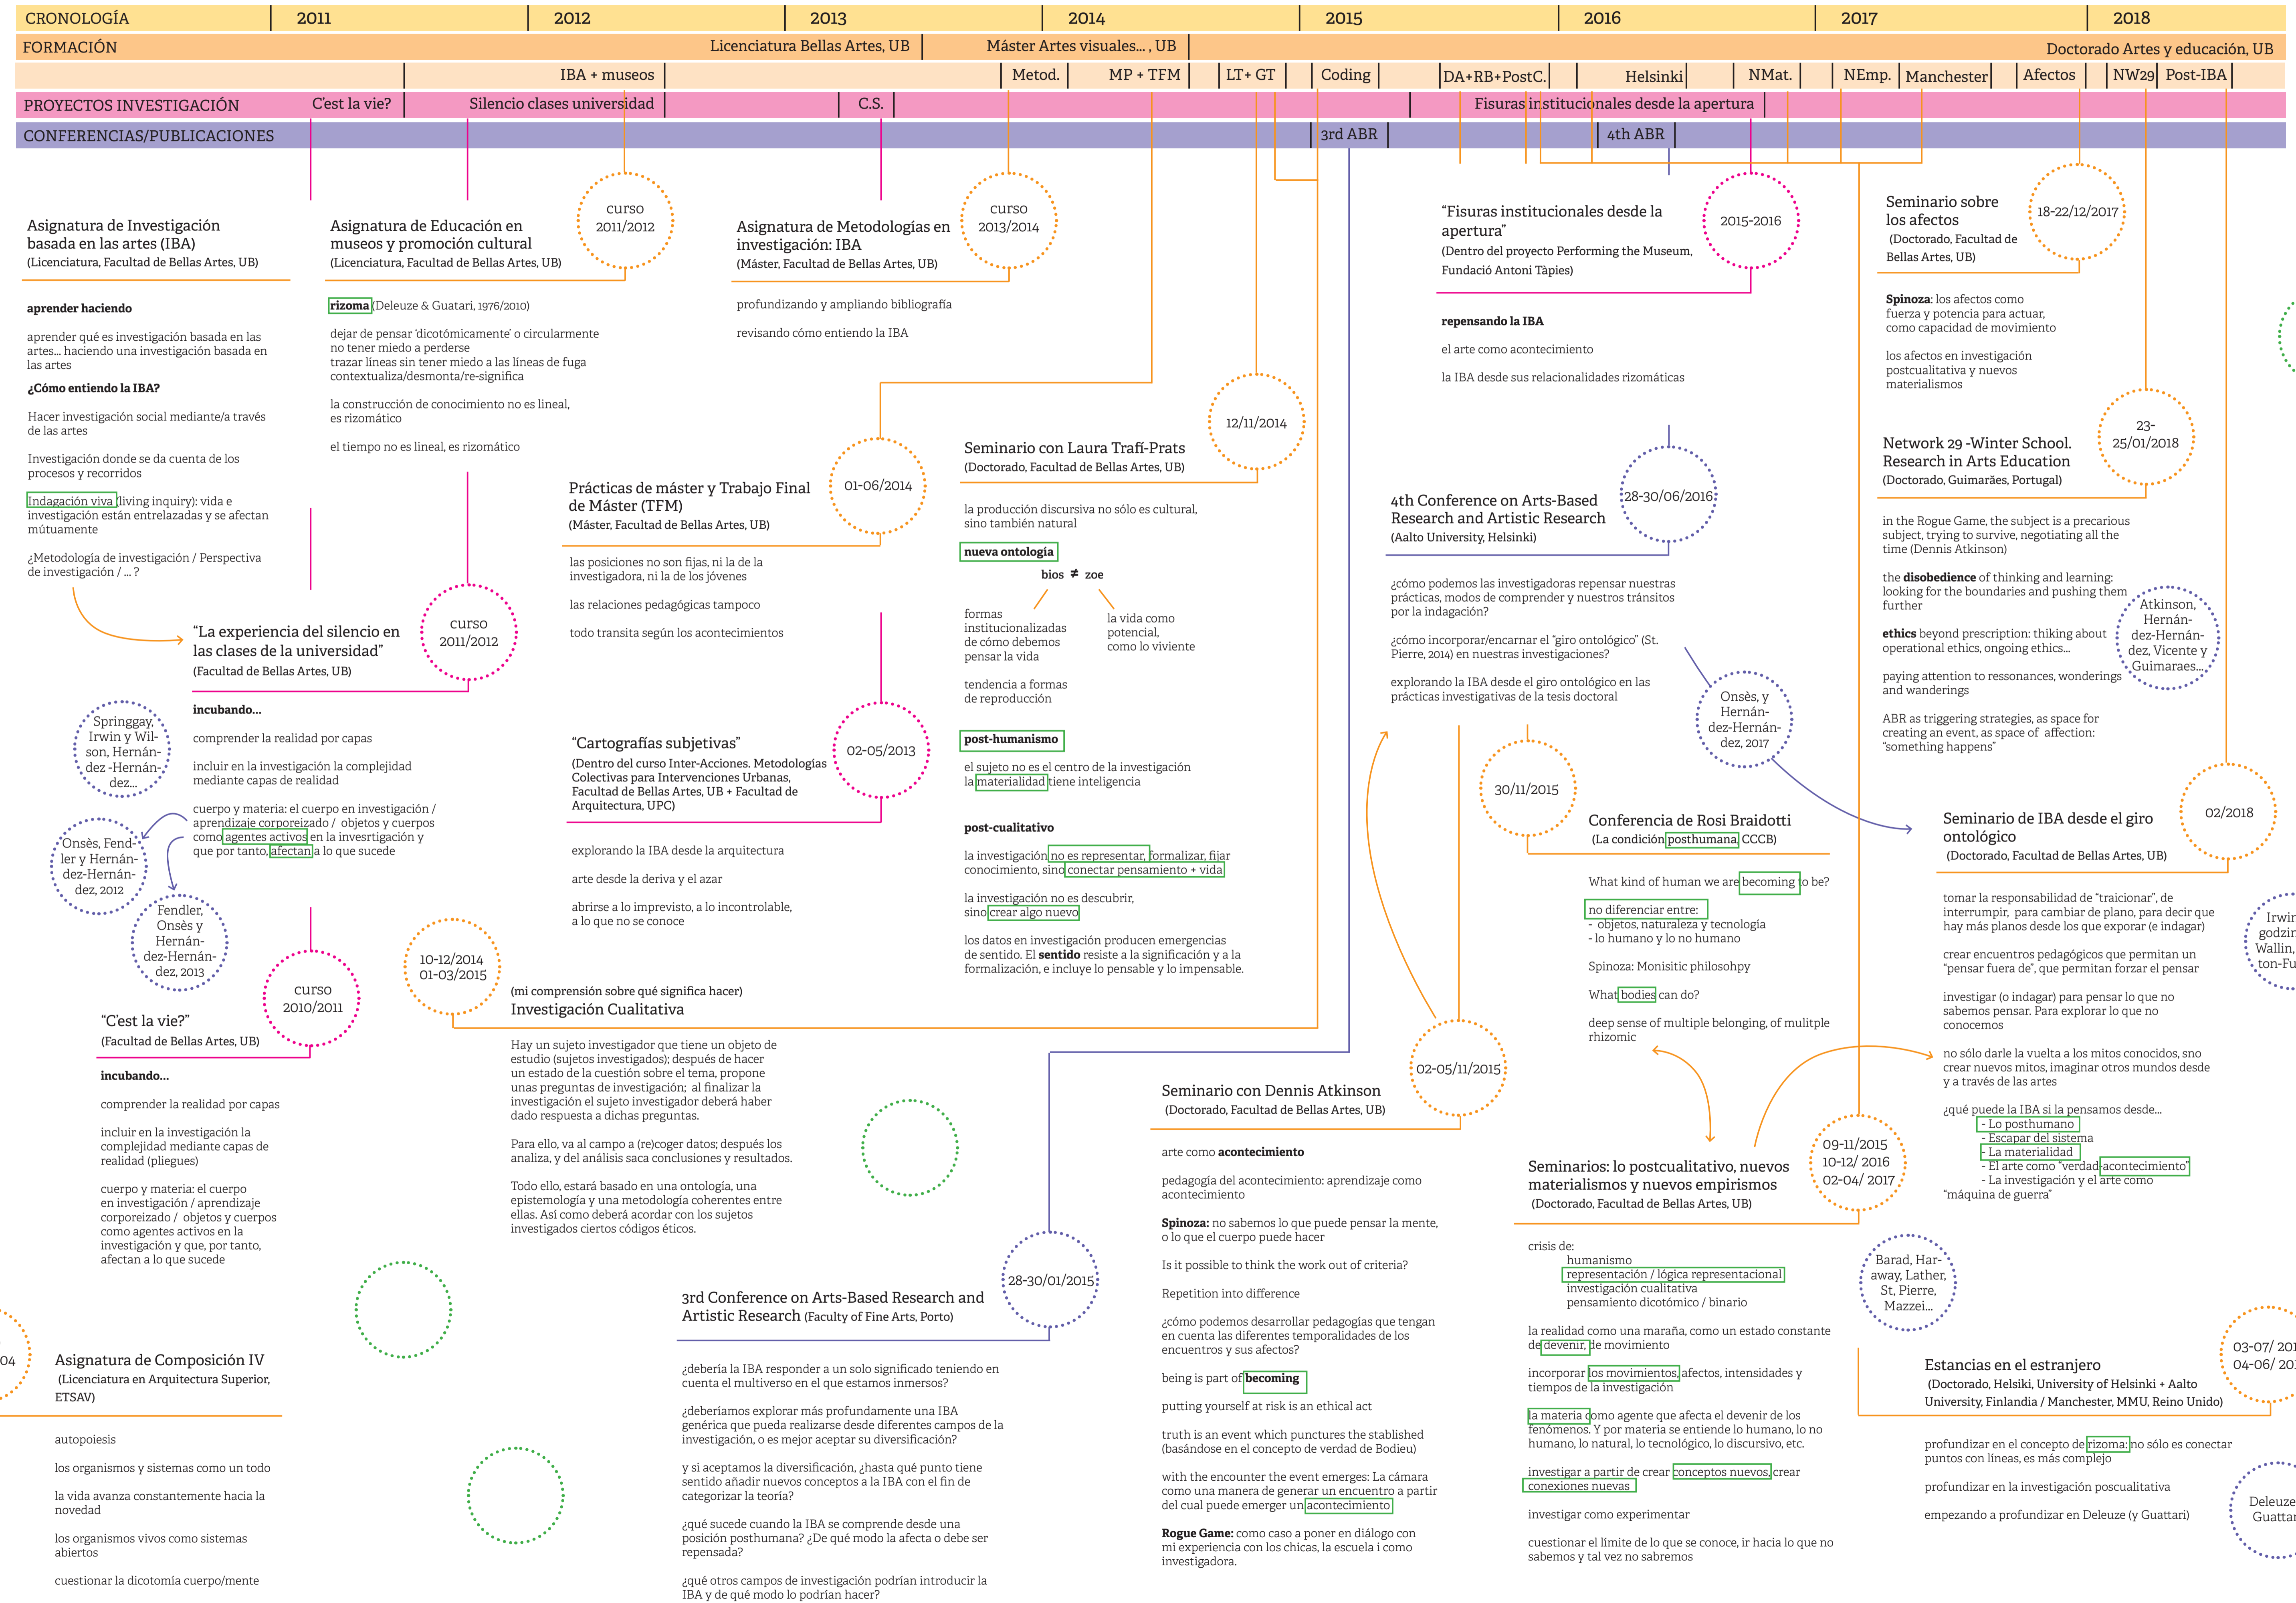 CRONOLOGÍA 2011 2012 2013 2014 2015 2016 2017 2018
FORMACIÓN Licenciatura Bellas Artes, UB Máster Artes visuales... , UB Doctorado Artes y educación, UB
IBA + museos Metod. MP + TFM LT+ GT Coding DA+RB+PostC. Helsinki NMat. NEmp. Manchester Afectos NW29 Post-IBA
PROYECTOS INVESTIGACIÓN C'est la vie? Silencio clases universidad C.S. Fisuras institucionales desde la apertura
CONFERENCIAS/PUBLICACIONES 3rd ABR 4th ABR
Asignatura de Investigación
basada en las artes (IBA)
(Licenciatura, Facultad de Bellas Artes, UB)
aprender haciendo
aprender qué es investigación basada en las
artes... haciendo una investigación basada en
las artes
¿Cómo entiendo la IBA?
Hacer investigación social mediante/a través
de las artes
Investigación donde se da cuenta de los
procesos y recorridos
Indagación viva (living inquiry): vida e
investigación están entrelazadas y se afectan
mútuamente
¿Metodología de investigación / Perspectiva
de investigación / ... ?
Asignatura de Educación en
museos y promoción cultural
(Licenciatura, Facultad de Bellas Artes, UB)
curso
2011/2012
rizoma (Deleuze & Guatari, 1976/2010)
dejar de pensar 'dicotómicamente' o circularmente
no tener miedo a perderse
trazar líneas sin tener miedo a las líneas de fuga
contextualiza/desmonta/re-significa
la construcción de conocimiento no es lineal,
es rizomático
el tiempo no es lineal, es rizomático
"La experiencia del silencio en
las clases de la universidad"
(Facultad de Bellas Artes, UB)
curso
2011/2012
incubando...
comprender la realidad por capas
incluir en la investigación la complejidad
mediante capas de realidad
cuerpo y materia: el cuerpo en investigación /
aprendizaje corporeizado / objetos y cuerpos
como agentes activos en la invesrtigación y
que por tanto, afectan a lo que sucede
Springgay,
Irwin y Wil-
son, Hernán-
dez -Hernán-
dez...
Onsès, Fend-
ler y Hernán-
dez-Hernán-
dez, 2012
Fendler,
Onsès y
Hernán-
dez-Hernán-
dez, 2013
"C'est la vie?"
(Facultad de Bellas Artes, UB)
curso
2010/2011
incubando...
comprender la realidad por capas
incluir en la investigación la
complejidad mediante capas de
realidad (pliegues)
cuerpo y materia: el cuerpo
en investigación / aprendizaje
corporeizado / objetos y cuerpos
como agentes activos en la
investigación y que, por tanto,
afectan a lo que sucede
04
Asignatura de Composición IV
(Licenciatura en Arquitectura Superior,
ETSAV)
autopoiesis
los organismos y sistemas como un todo
la vida avanza constantemente hacia la
novedad
los organismos vivos como sistemas
abiertos
cuestionar la dicotomía cuerpo/mente
Asignatura de Metodologías en
investigación: IBA
(Máster, Facultad de Bellas Artes, UB)
curso
2013/2014
profundizando y ampliando bibliografía
revisando cómo entiendo la IBA
Prácticas de máster y Trabajo Final
de Máster (TFM)
(Máster, Facultad de Bellas Artes, UB)
01-06/2014
las posiciones no son fijas, ni la de la
investigadora, ni la de los jóvenes
las relaciones pedagógicas tampoco
todo transita según los acontecimientos
"Cartografías subjetivas"
(Dentro del curso Inter-Acciones. Metodologías
Colectivas para Intervenciones Urbanas,
Facultad de Bellas Artes, UB + Facultad de
Arquitectura, UPC)
02-05/2013
explorando la IBA desde la arquitectura
arte desde la deriva y el azar
abrirse a lo imprevisto, a lo incontrolable,
a lo que no se conoce
10-12/2014
01-03/2015
(mi comprensión sobre qué significa hacer)
Investigación Cualitativa
Hay un sujeto investigador que tiene un objeto de
estudio (sujetos investigados); después de hacer
un estado de la cuestión sobre el tema, propone
unas preguntas de investigación; al finalizar la
investigación el sujeto investigador deberá haber
dado respuesta a dichas preguntas.
Para ello, va al campo a (re)coger datos; después los
analiza, y del análisis saca conclusiones y resultados.
Todo ello, estará basado en una ontología, una
epistemología y una metodología coherentes entre
ellas. Así como deberá acordar con los sujetos
investigados ciertos códigos éticos.
3rd Conference on Arts-Based Research and
Artistic Research (Faculty of Fine Arts, Porto)
28-30/01/2015
¿debería la IBA responder a un solo significado teniendo en
cuenta el multiverso en el que estamos inmersos?
¿deberíamos explorar más profundamente una IBA
genérica que pueda realizarse desde diferentes campos de la
investigación, o es mejor aceptar su diversificación?
y si aceptamos la diversificación, ¿hasta qué punto tiene
sentido añadir nuevos conceptos a la IBA con el fin de
categorizar la teoría?
¿qué sucede cuando la IBA se comprende desde una
posición posthumana? ¿De qué modo la afecta o debe ser
repensada?
¿qué otros campos de investigación podrían introducir la
IBA y de qué modo lo podrían hacer?
Seminario con Laura Trafí-Prats
(Doctorado, Facultad de Bellas Artes, UB)
12/11/2014
la producción discursiva no sólo es cultural,
sino también natural
nueva ontología
bios ≠ zoe
formas
institucionalizadas
de cómo debemos
pensar la vida
la vida como
potencial,
como lo viviente
tendencia a formas
de reproducción
post-humanismo
el sujeto no es el centro de la investigación
la materialidad tiene inteligencia
post-cualitativo
la investigación no es representar, formalizar, fijar
conocimiento, sino conectar pensamiento + vida
la investigación no es descubrir,
sino crear algo nuevo
los datos en investigación producen emergencias
de sentido. El sentido resiste a la significación y a la
formalización, e incluye lo pensable y lo impensable.
Seminario con Dennis Atkinson
(Doctorado, Facultad de Bellas Artes, UB)
02-05/11/2015
arte como acontecimiento
pedagogía del acontecimiento: aprendizaje como
acontecimiento
Spinoza: no sabemos lo que puede pensar la mente,
o lo que el cuerpo puede hacer
Is it possible to think the work out of criteria?
Repetition into difference
¿cómo podemos desarrollar pedagogías que tengan
en cuenta las diferentes temporalidades de los
encuentros y sus afectos?
being is part of becoming
putting yourself at risk is an ethical act
truth is an event which punctures the stablished
(basándose en el concepto de verdad de Bodieu)
with the encounter the event emerges: La cámara
como una manera de generar un encuentro a partir
del cual puede emerger un acontecimiento
Rogue Game: como caso a poner en diálogo con
mi experiencia con los chicas, la escuela i como
investigadora.
"Fisuras institucionales desde la
apertura"
(Dentro del proyecto Performing the Museum,
Fundació Antoni Tàpies)
2015-2016
repensando la IBA
el arte como acontecimiento
la IBA desde sus relacionalidades rizomáticas
4th Conference on Arts-Based
Research and Artistic Research
(Aalto University, Helsinki)
28-30/06/2016
¿cómo podemos las investigadoras repensar nuestras
prácticas, modos de comprender y nuestros tránsitos
por la indagación?
¿cómo incorporar/encarnar el "giro ontológico" (St.
Pierre, 2014) en nuestras investigaciones?
explorando la IBA desde el giro ontológico en las
prácticas investigativas de la tesis doctoral
Onsès, y
Hernán-
dez-Hernán-
dez, 2017
30/11/2015
Conferencia de Rosi Braidotti
(La condición posthumana, CCCB)
What kind of human we are becoming to be?
no diferenciar entre:
- objetos, naturaleza y tecnología
- lo humano y lo no humano
Spinoza: Monisitic philosohpy
What bodies can do?
deep sense of multiple belonging, of mulitple
rhizomic
Seminarios: lo postcualitativo, nuevos
materialismos y nuevos empirismos
(Doctorado, Facultad de Bellas Artes, UB)
09-11/2015
10-12/ 2016
02-04/ 2017
crisis de:
humanismo
representación / lógica representacional
investigación cualitativa
pensamiento dicotómico / binario
la realidad como una maraña, como un estado constante
de devenir, de movimiento
incorporar los movimientos, afectos, intensidades y
tiempos de la investigación
la materia como agente que afecta el devenir de los
fenómenos. Y por materia se entiende lo humano, lo no
humano, lo natural, lo tecnológico, lo discursivo, etc.
investigar a partir de crear conceptos nuevos, crear
conexiones nuevas
investigar como experimentar
cuestionar el límite de lo que se conoce, ir hacia lo que no
sabemos y tal vez no sabremos
Barad, Har-
away, Lather,
St, Pierre,
Mazzei...
Seminario sobre
los afectos
(Doctorado, Facultad de
Bellas Artes, UB)
18-22/12/2017
Spinoza: los afectos como
fuerza y potencia para actuar,
como capacidad de movimiento
los afectos en investigación
postcualitativa y nuevos
materialismos
Network 29 -Winter School.
Research in Arts Education
(Doctorado, Guimarães, Portugal)
23-
25/01/2018
in the Rogue Game, the subject is a precarious
subject, trying to survive, negotiating all the
time (Dennis Atkinson)
the disobedience of thinking and learning:
looking for the boundaries and pushing them
further
ethics beyond prescription: thiking about
operational ethics, ongoing ethics...
paying attention to ressonances, wonderings
and wanderings
ABR as triggering strategies, as space for
creating an event, as space of affection:
"something happens"
Atkinson,
Hernán-
dez-Hernán-
dez, Vicente y
Guimaraes...
Seminario de IBA desde el giro
ontológico
(Doctorado, Facultad de Bellas Artes, UB)
02/2018
tomar la responsabilidad de "traicionar", de
interrumpir, para cambiar de plano, para decir que
hay más planos desde los que exporar (e indagar)
crear encuentros pedagógicos que permitan un
"pensar fuera de", que permitan forzar el pensar
investigar (o indagar) para pensar lo que no
sabemos pensar. Para explorar lo que no
conocemos
no sólo darle la vuelta a los mitos conocidos, sno
crear nuevos mitos, imaginar otros mundos desde
y a través de las artes
¿qué puede la IBA si la pensamos desde...
- Lo posthumano
- Escapar del sistema
- La materialidad
- El arte como "verdad-acontecimiento"
- La investigación y el arte como
"máquina de guerra"
Irwin
godzin
Wallin,
ton-Fu
Estancias en el estranjero
(Doctorado, Helsiki, University of Helsinki + Aalto
University, Finlandia / Manchester, MMU, Reino Unido)
03-07/ 201
04-06/ 201
profundizar en el concepto de rizoma: no sólo es conectar
puntos con líneas, es más complejo
profundizar en la investigación poscualitativa
empezando a profundizar en Deleuze (y Guattari)
Deleuze
Guattar